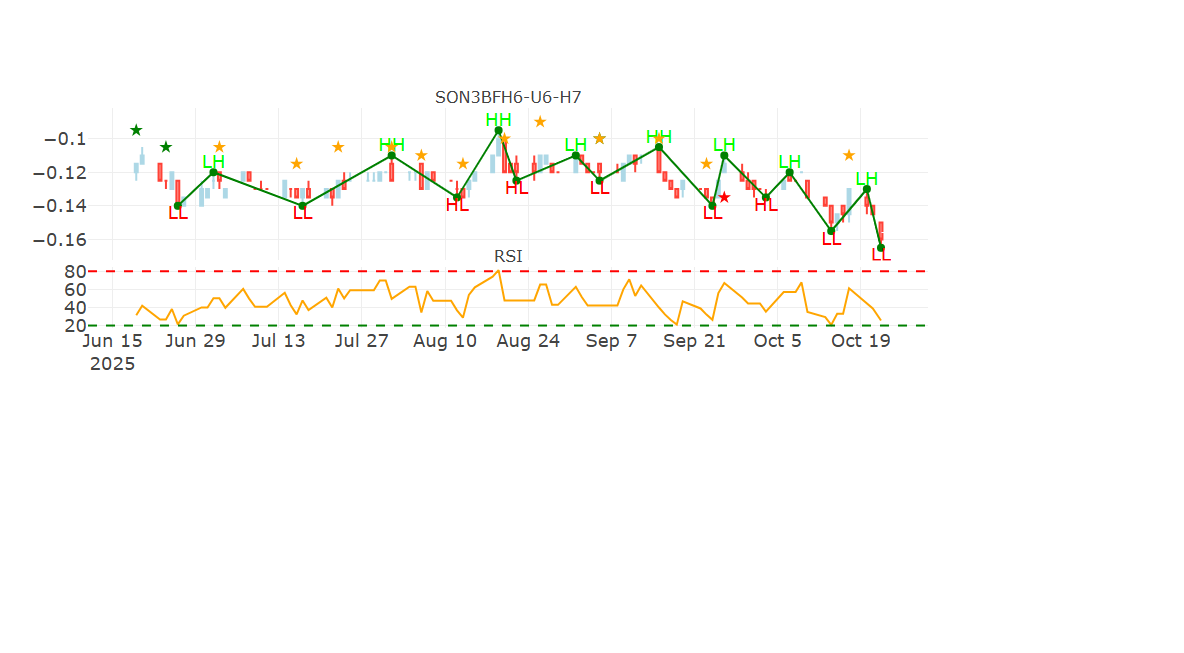 SON3BFH6-U6-H7
HH
−0.1
HH
LH
HH
LH
LH
LH
−0.12
LH
HL
LL
−0.14
LL
LL
HL
LL
HL
−0.16
LL
LL
RSI
80
60
40
20
Jun 15 Jun 29 Jul 13 Jul 27 Aug 10 Aug 24 Sep 7 Sep 21 Oct 5 Oct 19
2025